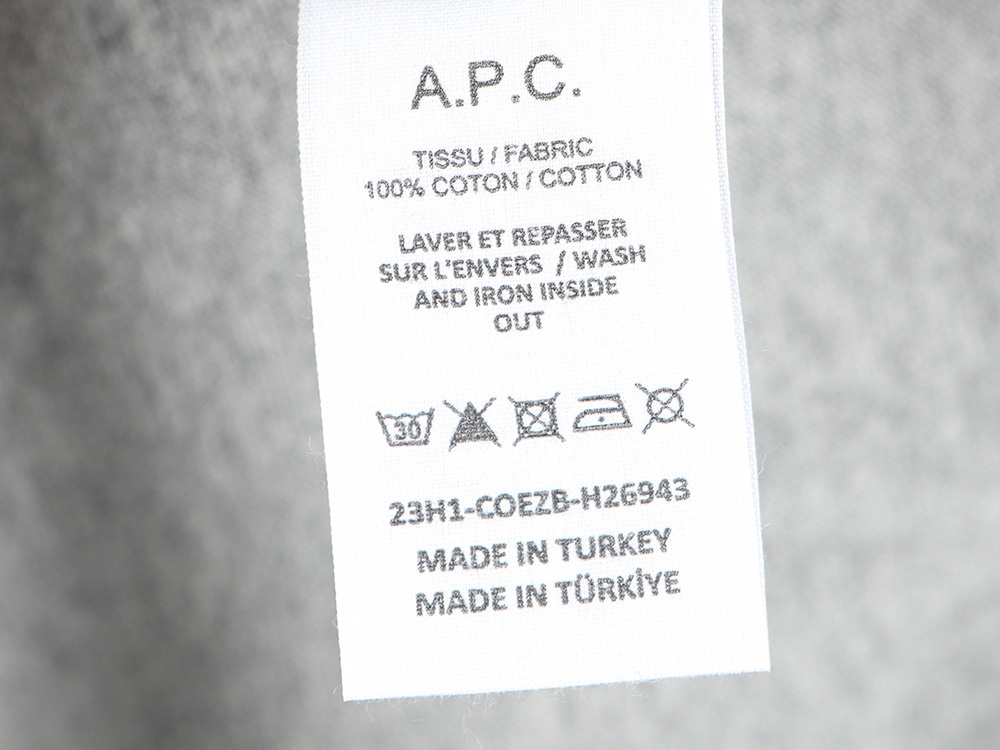 A.P.C.
TISSU / FABRIC
100% COTON / COTTON
LAVER ET REPASSER
SUR L'ENVERS / WASH
AND IRON INSIDE
OUT
30
23H1-COEZB-H26943
MADE IN TURKEY
MADE IN TÜRKİYE